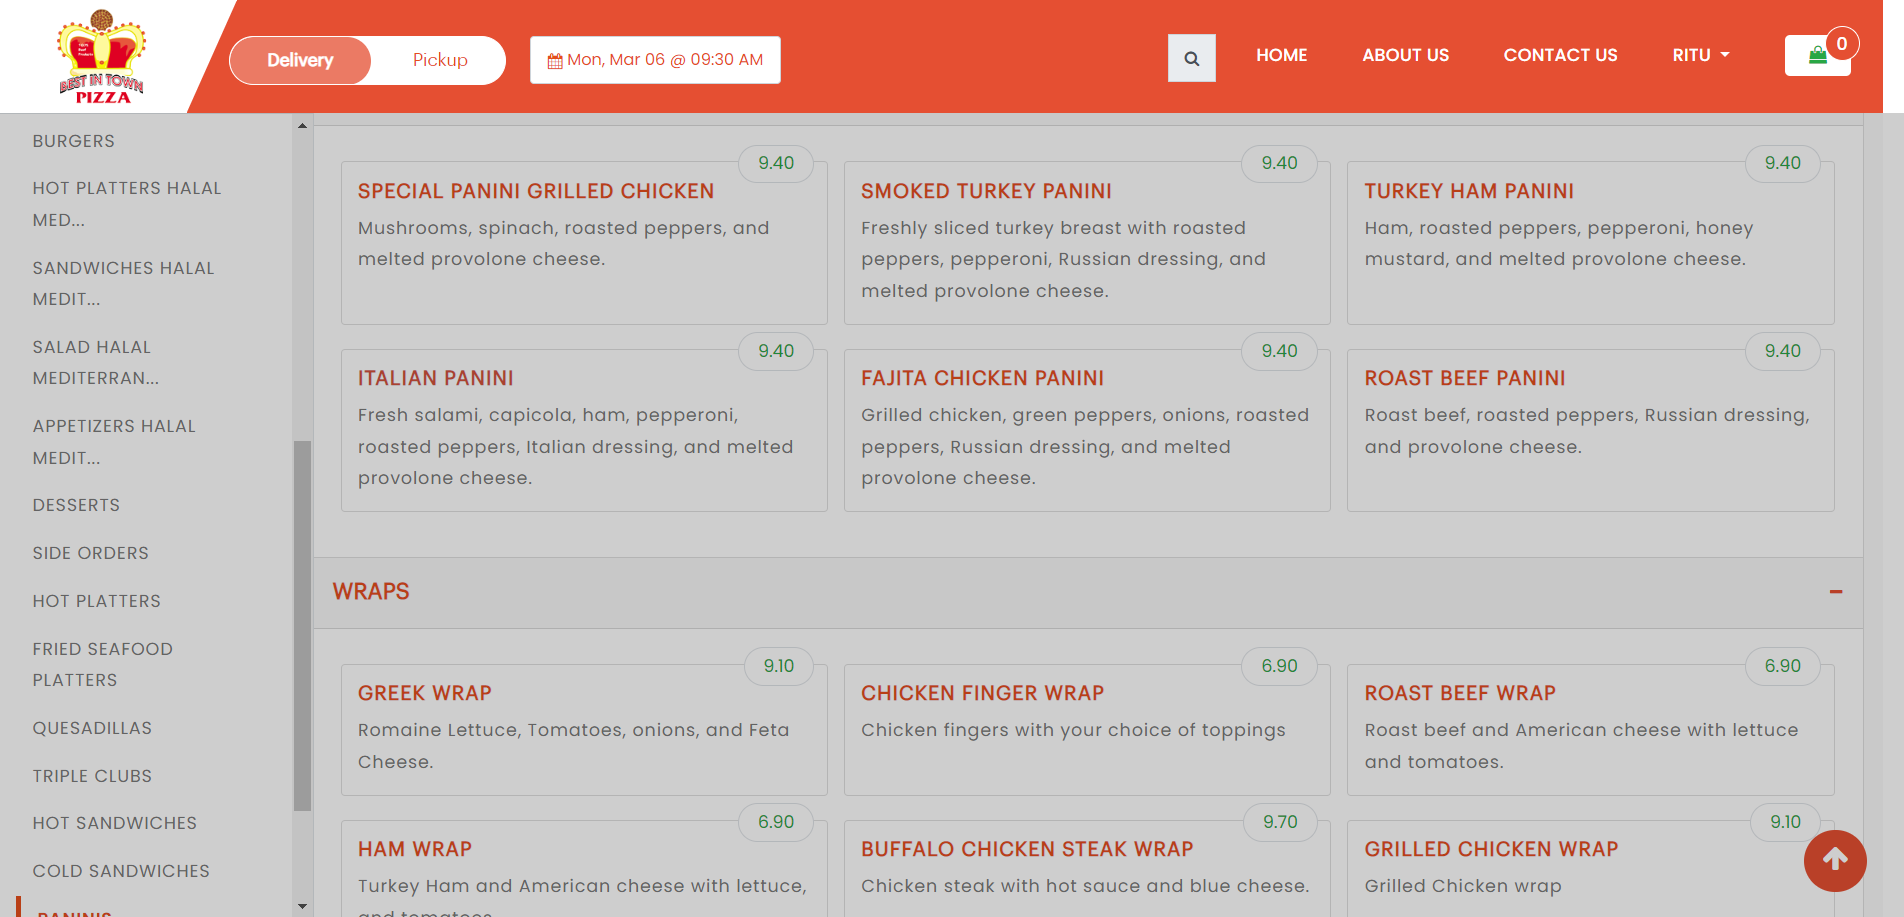 BEST IN TOWN
PIZZA
Delivery
Pickup
Mon, Mar 06 @ 09:30 AM
HOME
ABOUT US
CONTACT US
RITU
0
BURGERS
HOT PLATTERS HALAL
MED...
SANDWICHES HALAL
MEDIT...
SALAD HALAL
MEDITERRAN...
APPETIZERS HALAL
MEDIT...
DESSERTS
SIDE ORDERS
HOT PLATTERS
FRIED SEAFOOD
PLATTERS
QUESADILLAS
TRIPLE CLUBS
HOT SANDWICHES
COLD SANDWICHES
PANINIS
9.40
SPECIAL PANINI GRILLED CHICKEN
Mushrooms, spinach, roasted peppers, and
melted provolone cheese.
9.40
SMOKED TURKEY PANINI
Freshly sliced turkey breast with roasted
peppers, pepperoni, Russian dressing, and
melted provolone cheese.
9.40
TURKEY HAM PANINI
Ham, roasted peppers, pepperoni, honey
mustard, and melted provolone cheese.
9.40
ITALIAN PANINI
Fresh salami, capicola, ham, pepperoni,
roasted peppers, Italian dressing, and melted
provolone cheese.
9.40
FAJITA CHICKEN PANINI
Grilled chicken, green peppers, onions, roasted
peppers, Russian dressing, and melted
provolone cheese.
9.40
ROAST BEEF PANINI
Roast beef, roasted peppers, Russian dressing,
and provolone cheese.
WRAPS
9.10
GREEK WRAP
Romaine Lettuce, Tomatoes, onions, and Feta
Cheese.
6.90
CHICKEN FINGER WRAP
Chicken fingers with your choice of toppings
6.90
ROAST BEEF WRAP
Roast beef and American cheese with lettuce
and tomatoes.
6.90
HAM WRAP
Turkey Ham and American cheese with lettuce,
and tomatoes
9.70
BUFFALO CHICKEN STEAK WRAP
Chicken steak with hot sauce and blue cheese.
9.10
GRILLED CHICKEN WRAP
Grilled Chicken wrap